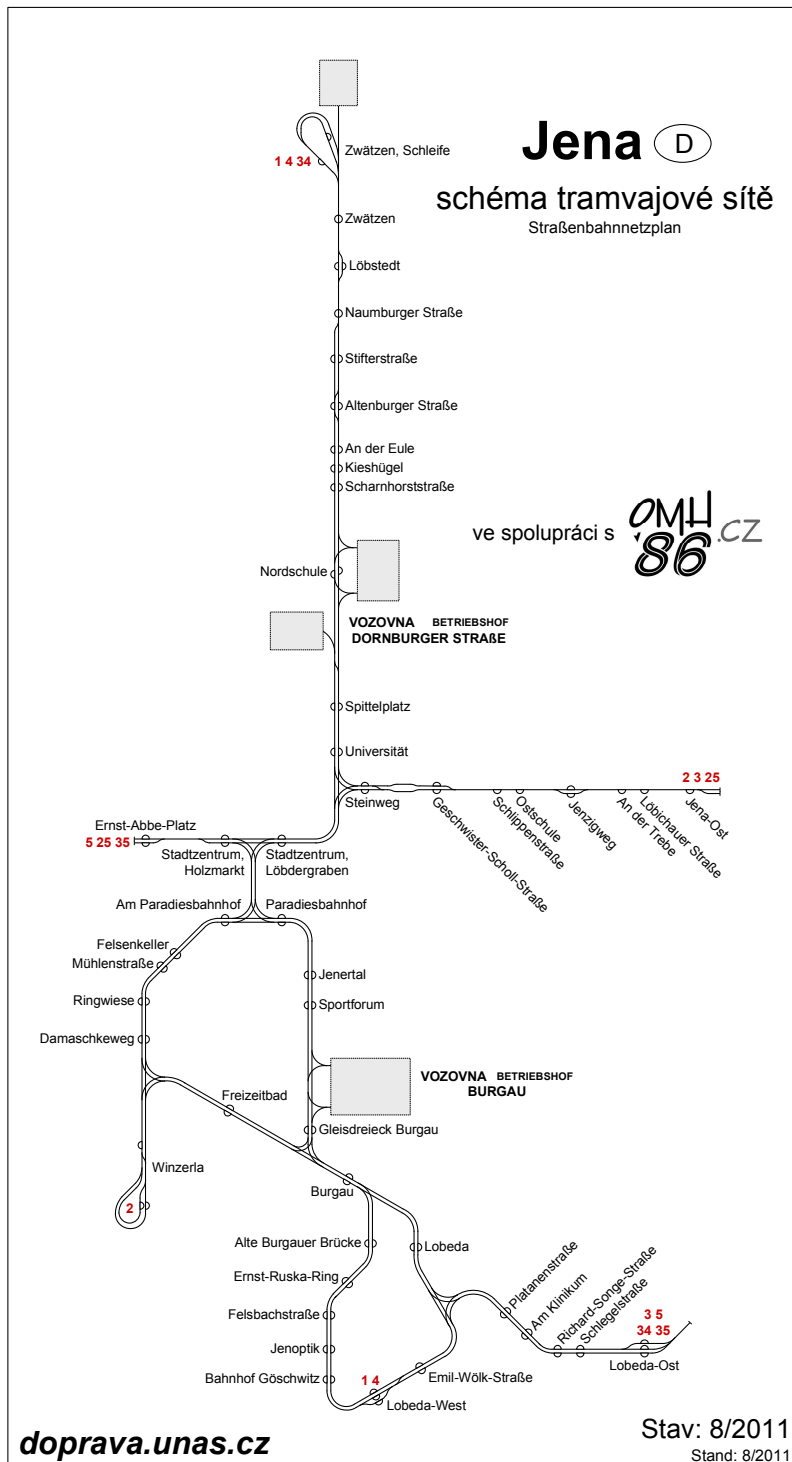 Jena D
schéma tramvajové sítě
Straßenbahnnetzplan
Zwätzen, Schleife
1 4 34
Zwätzen
Löbstedt
Naumburger Straße
Stifterstraße
Altenburger Straße
An der Eule
Kieshügel
Scharnhorststraße
ve spolupráci s
OMH
'86 .CZ
Nordschule
VOZOVNA BETRIEBSHOF
DORNBURGER STRAßE
Spittelplatz
Universität
2 3 25
Steinweg
Geschwister-Scholl-Straße
Schlippenstraße
Ostschule
Jenzigweg
An der Trebe
Löbichauer Straße
Jena-Ost
Ernst-Abbe-Platz
5 25 35
Stadtzentrum,
Holzmarkt
Stadtzentrum,
Löbdergraben
Am Paradiesbahnhof
Paradiesbahnhof
Felsenkeller
Mühlenstraße
Jenertal
Ringwiese
Sportforum
Damaschkeweg
VOZOVNA BETRIEBSHOF
BURGAU
Freizeitbad
Gleisdreieck Burgau
Winzerla
2
Burgau
Alte Burgauer Brücke
Lobeda
Ernst-Ruska-Ring
Platanenstraße
Am Klinikum
Richard-Songe-Straße
Schlegelstraße
Felsbachstraße
3 5
34 35
Jenoptik
Lobeda-Ost
Bahnhof Göschwitz
1 4
Emil-Wölk-Straße
Lobeda-West
doprava.unas.cz
Stav: 8/2011
Stand: 8/2011